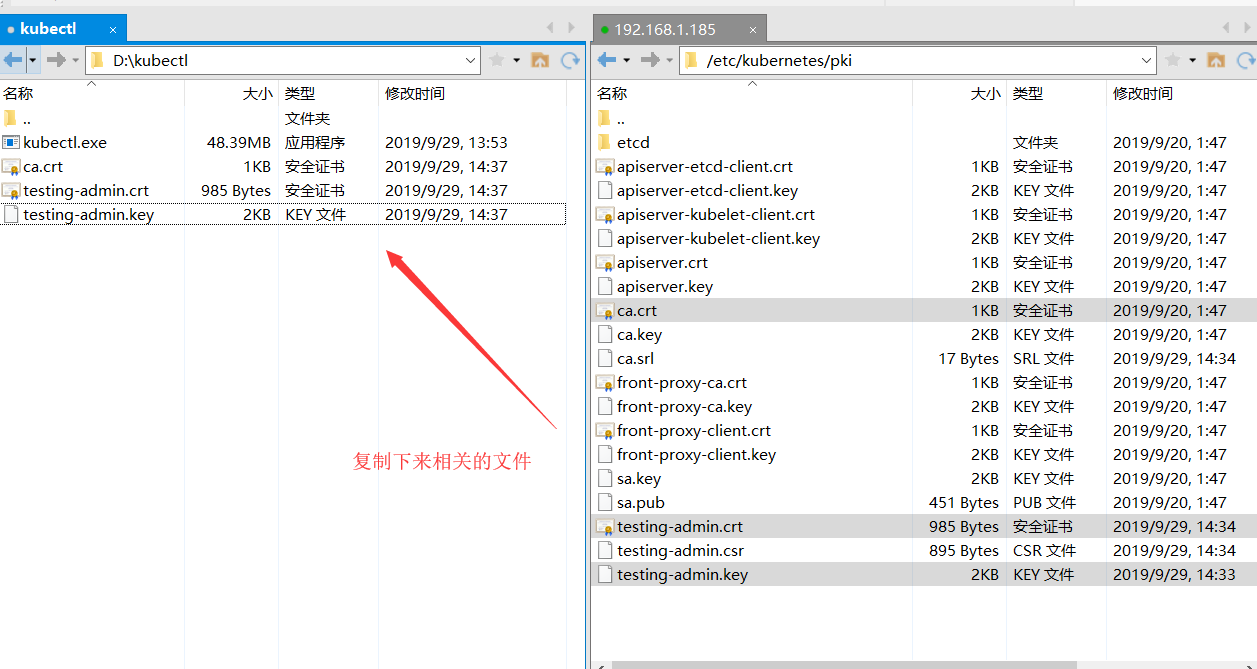 kubectl ×
D:\kubectl
名称 大小 类型 修改时间
.. 文件夹
kubectl.exe 48.39MB 应用程序 2019/9/29, 13:53
ca.crt 1KB 安全证书 2019/9/29, 14:37
testing-admin.crt 985 Bytes 安全证书 2019/9/29, 14:37
testing-admin.key 2KB KEY 文件 2019/9/29, 14:37
复制下来相关的文件
192.168.1.185 ×
/etc/kubernetes/pki
名称 大小 类型 修改时间
..
etcd 文件夹 2019/9/20, 1:47
apiserver-etcd-client.crt 1KB 安全证书 2019/9/20, 1:47
apiserver-etcd-client.key 2KB KEY 文件 2019/9/20, 1:47
apiserver-kubelet-client.crt 1KB 安全证书 2019/9/20, 1:47
apiserver-kubelet-client.key 2KB KEY 文件 2019/9/20, 1:47
apiserver.crt 1KB 安全证书 2019/9/20, 1:47
apiserver.key 2KB KEY 文件 2019/9/20, 1:47
ca.crt 1KB 安全证书 2019/9/20, 1:47
ca.key 2KB KEY 文件 2019/9/20, 1:47
ca.srl 17 Bytes SRL 文件 2019/9/29, 14:34
front-proxy-ca.crt 1KB 安全证书 2019/9/20, 1:47
front-proxy-ca.key 2KB KEY 文件 2019/9/20, 1:47
front-proxy-client.crt 1KB 安全证书 2019/9/20, 1:47
front-proxy-client.key 2KB KEY 文件 2019/9/20, 1:47
sa.key 2KB KEY 文件 2019/9/20, 1:47
sa.pub 451 Bytes PUB 文件 2019/9/20, 1:47
testing-admin.crt 985 Bytes 安全证书 2019/9/29, 14:34
testing-admin.csr 895 Bytes CSR 文件 2019/9/29, 14:34
testing-admin.key 2KB KEY 文件 2019/9/29, 14:33